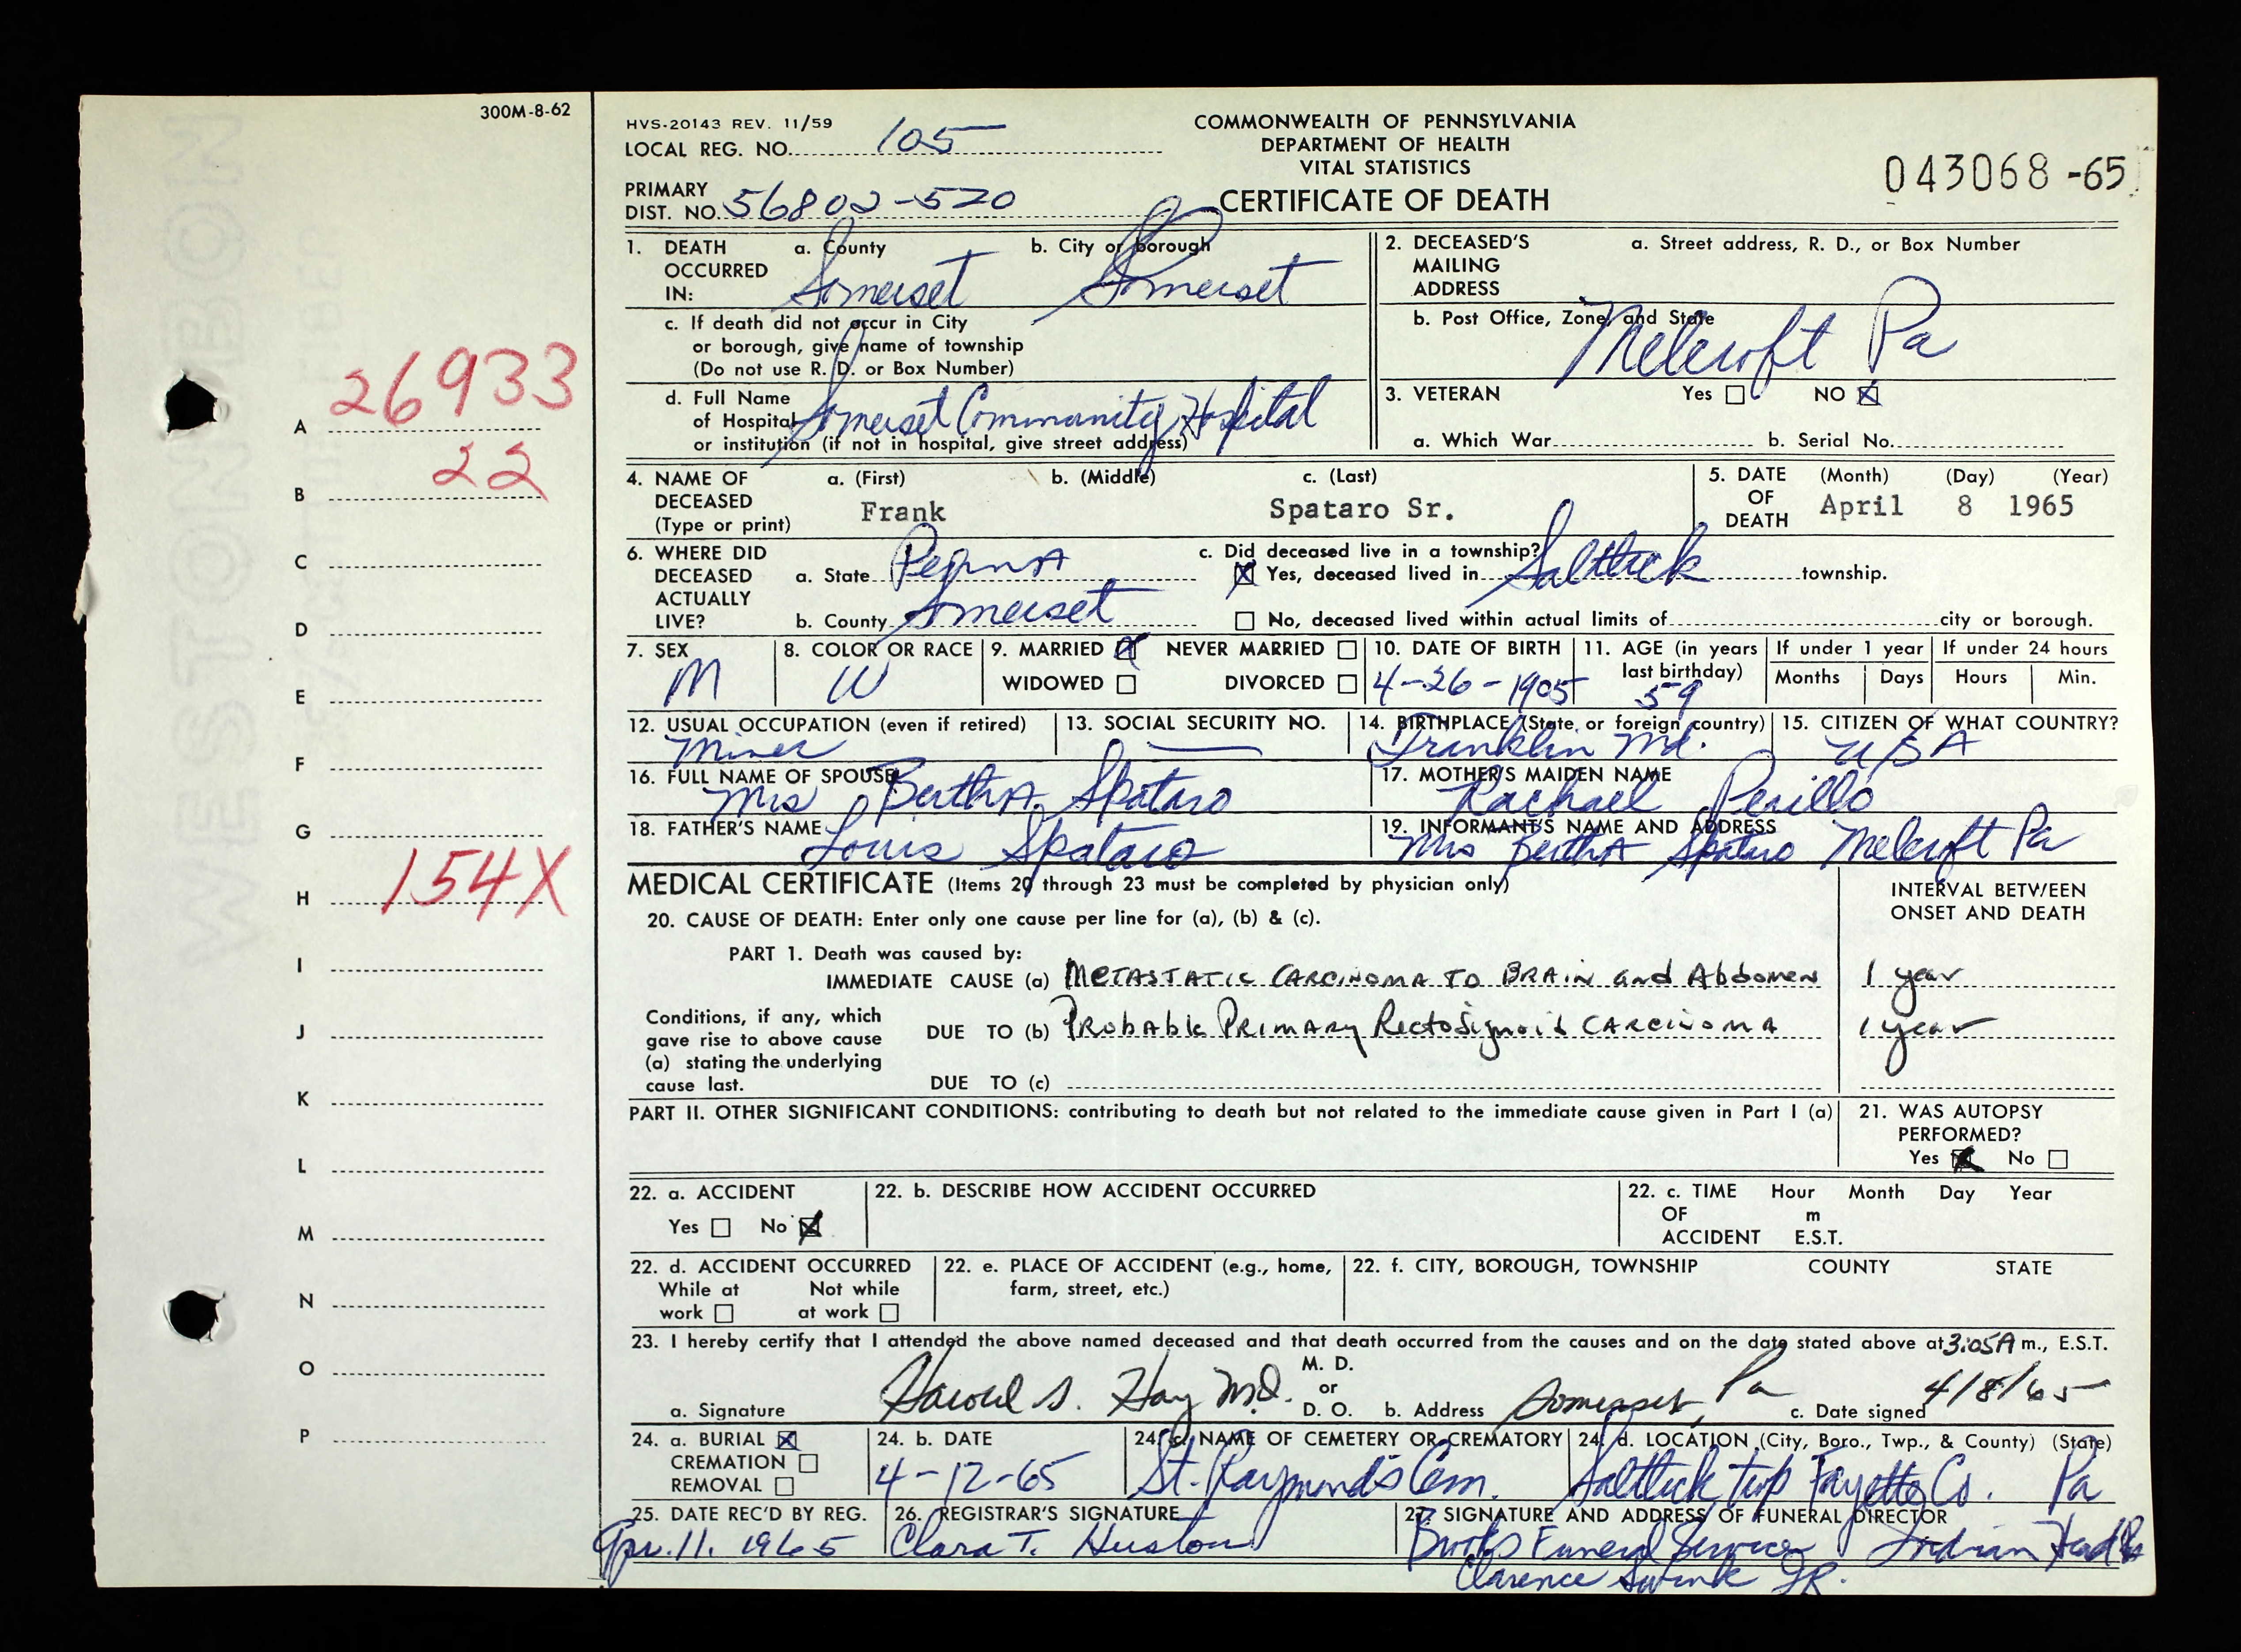 300M-8-62
HVS-20143 REV. 11/59
LOCAL REG. NO. 105
COMMONWEALTH OF PENNSYLVANIA
DEPARTMENT OF HEALTH
VITAL STATISTICS
CERTIFICATE OF DEATH
043068-65
PRIMARY
DIST. NO. 56802-520
1. DEATH OCCURRED IN:
a. County Somerset
b. City or borough Somerset
c. If death did not occur in City
or borough, give name of township
(Do not use R. D. or Box Number)
d. Full Name
of Hospital Somerset Community Hospital
or institution (if not in hospital, give street address)
2. DECEASED'S MAILING ADDRESS
a. Street address, R. D., or Box Number
b. Post Office, Zone, and State
Melcroft Pa
3. VETERAN Yes ☐ NO ☒
a. Which War b. Serial No.
4. NAME OF DECEASED (Type or print)
a. (First) b. (Middle) c. (Last)
Frank Spataro Sr.
5. DATE OF DEATH (Month) (Day) (Year)
April 8 1965
6. WHERE DID DECEASED ACTUALLY LIVE?
a. State Penna
b. County Somerset
c. Did deceased live in a township?
☒ Yes, deceased lived in Saltlick township.
☐ No, deceased lived within actual limits of city or borough.
7. SEX M
8. COLOR OR RACE W
9. MARRIED ☒ NEVER MARRIED ☐
WIDOWED ☐ DIVORCED ☐
10. DATE OF BIRTH 4-26-1905
11. AGE (in years last birthday) 59
If under 1 year Months Days
If under 24 hours Hours Min.
12. USUAL OCCUPATION (even if retired) Miner
13. SOCIAL SECURITY NO. —
14. BIRTHPLACE (State or foreign country) Franklin Md.
15. CITIZEN OF WHAT COUNTRY? USA
16. FULL NAME OF SPOUSE Mrs Bertha Spataro
17. MOTHER'S MAIDEN NAME Rachael Perillo
18. FATHER'S NAME Louis Spataro
19. INFORMANT'S NAME AND ADDRESS Mrs Bertha Spataro Melcroft Pa
MEDICAL CERTIFICATE (Items 20 through 23 must be completed by physician only)
INTERVAL BETWEEN ONSET AND DEATH
20. CAUSE OF DEATH: Enter only one cause per line for (a), (b) & (c).
PART 1. Death was caused by:
IMMEDIATE CAUSE (a) Metastatic Carcinoma to Brain and Abdomen 1 year
Conditions, if any, which
gave rise to above cause
(a) stating the underlying
cause last.
DUE TO (b) Probable Primary Rectosigmoid Carcinoma 1 year
DUE TO (c)
PART II. OTHER SIGNIFICANT CONDITIONS: contributing to death but not related to the immediate cause given in Part I (a)
21. WAS AUTOPSY PERFORMED?
Yes ☒ No ☐
22. a. ACCIDENT
Yes ☐ No ☒
22. b. DESCRIBE HOW ACCIDENT OCCURRED
22. c. TIME OF ACCIDENT Hour Month Day Year
m
E.S.T.
22. d. ACCIDENT OCCURRED
While at work ☐ Not while at work ☐
22. e. PLACE OF ACCIDENT (e.g., home, farm, street, etc.)
22. f. CITY, BOROUGH, TOWNSHIP COUNTY STATE
23. I hereby certify that I attended the above named deceased and that death occurred from the causes and on the date stated above at 3:05A m., E.S.T.
a. Signature Harold S. Hay M.D. M. D. or D. O.
b. Address Somerset, Pa
c. Date signed 4/8/65
24. a. BURIAL ☒
CREMATION ☐
REMOVAL ☐
24. b. DATE 4-12-65
24. c. NAME OF CEMETERY OR CREMATORY St. Raymond's Cem.
24. d. LOCATION (City, Boro., Twp., & County) (State)
Saltlick twp Fayette Co. Pa
25. DATE REC'D BY REG. Apr. 11. 1965
26. REGISTRAR'S SIGNATURE Clara T. Huston
27. SIGNATURE AND ADDRESS OF FUNERAL DIRECTOR
Brooks Funeral Service Indian Head Pa
Clarence Swink JR.
A 26933
B 22
C
D
E
F
G
H 154X
I
J
K
L
M
N
O
P